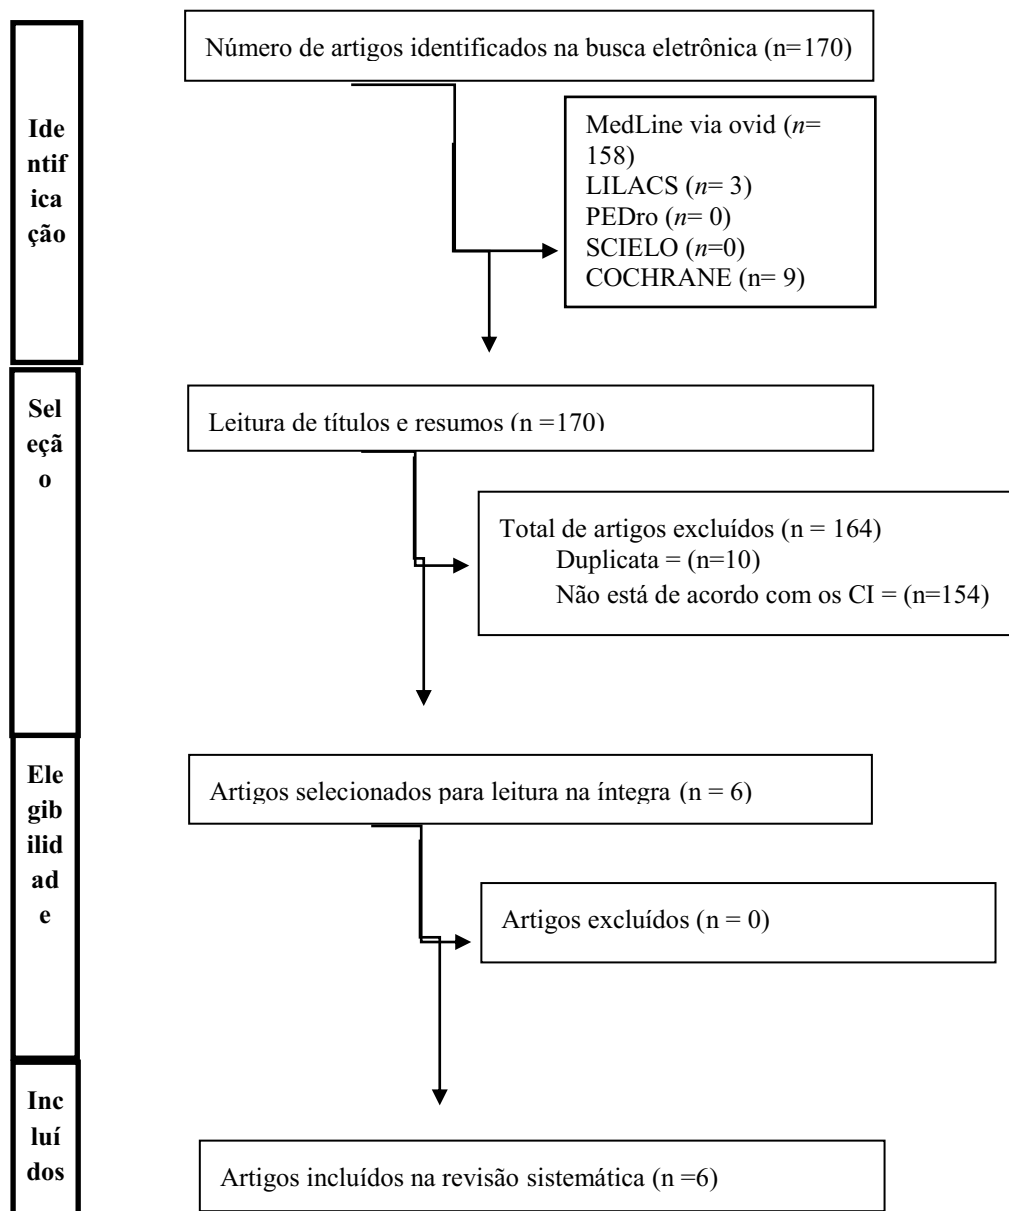 Número de artigos identificados na busca eletrônica (n=170)
Ide
ntif
ica
ção
MedLine via ovid (n=
158)
LILACS (n= 3)
PEDro (n= 0)
SCIELO (n=0)
COCHRANE (n= 9)
Sel
eçã
o
Leitura de títulos e resumos (n =170)
Total de artigos excluídos (n = 164)
Duplicata = (n=10)
Não está de acordo com os CI = (n=154)
Ele
gib
ilid
ad
e
Artigos selecionados para leitura na íntegra (n = 6)
Artigos excluídos (n = 0)
Inc
luí
dos
Artigos incluídos na revisão sistemática (n =6)